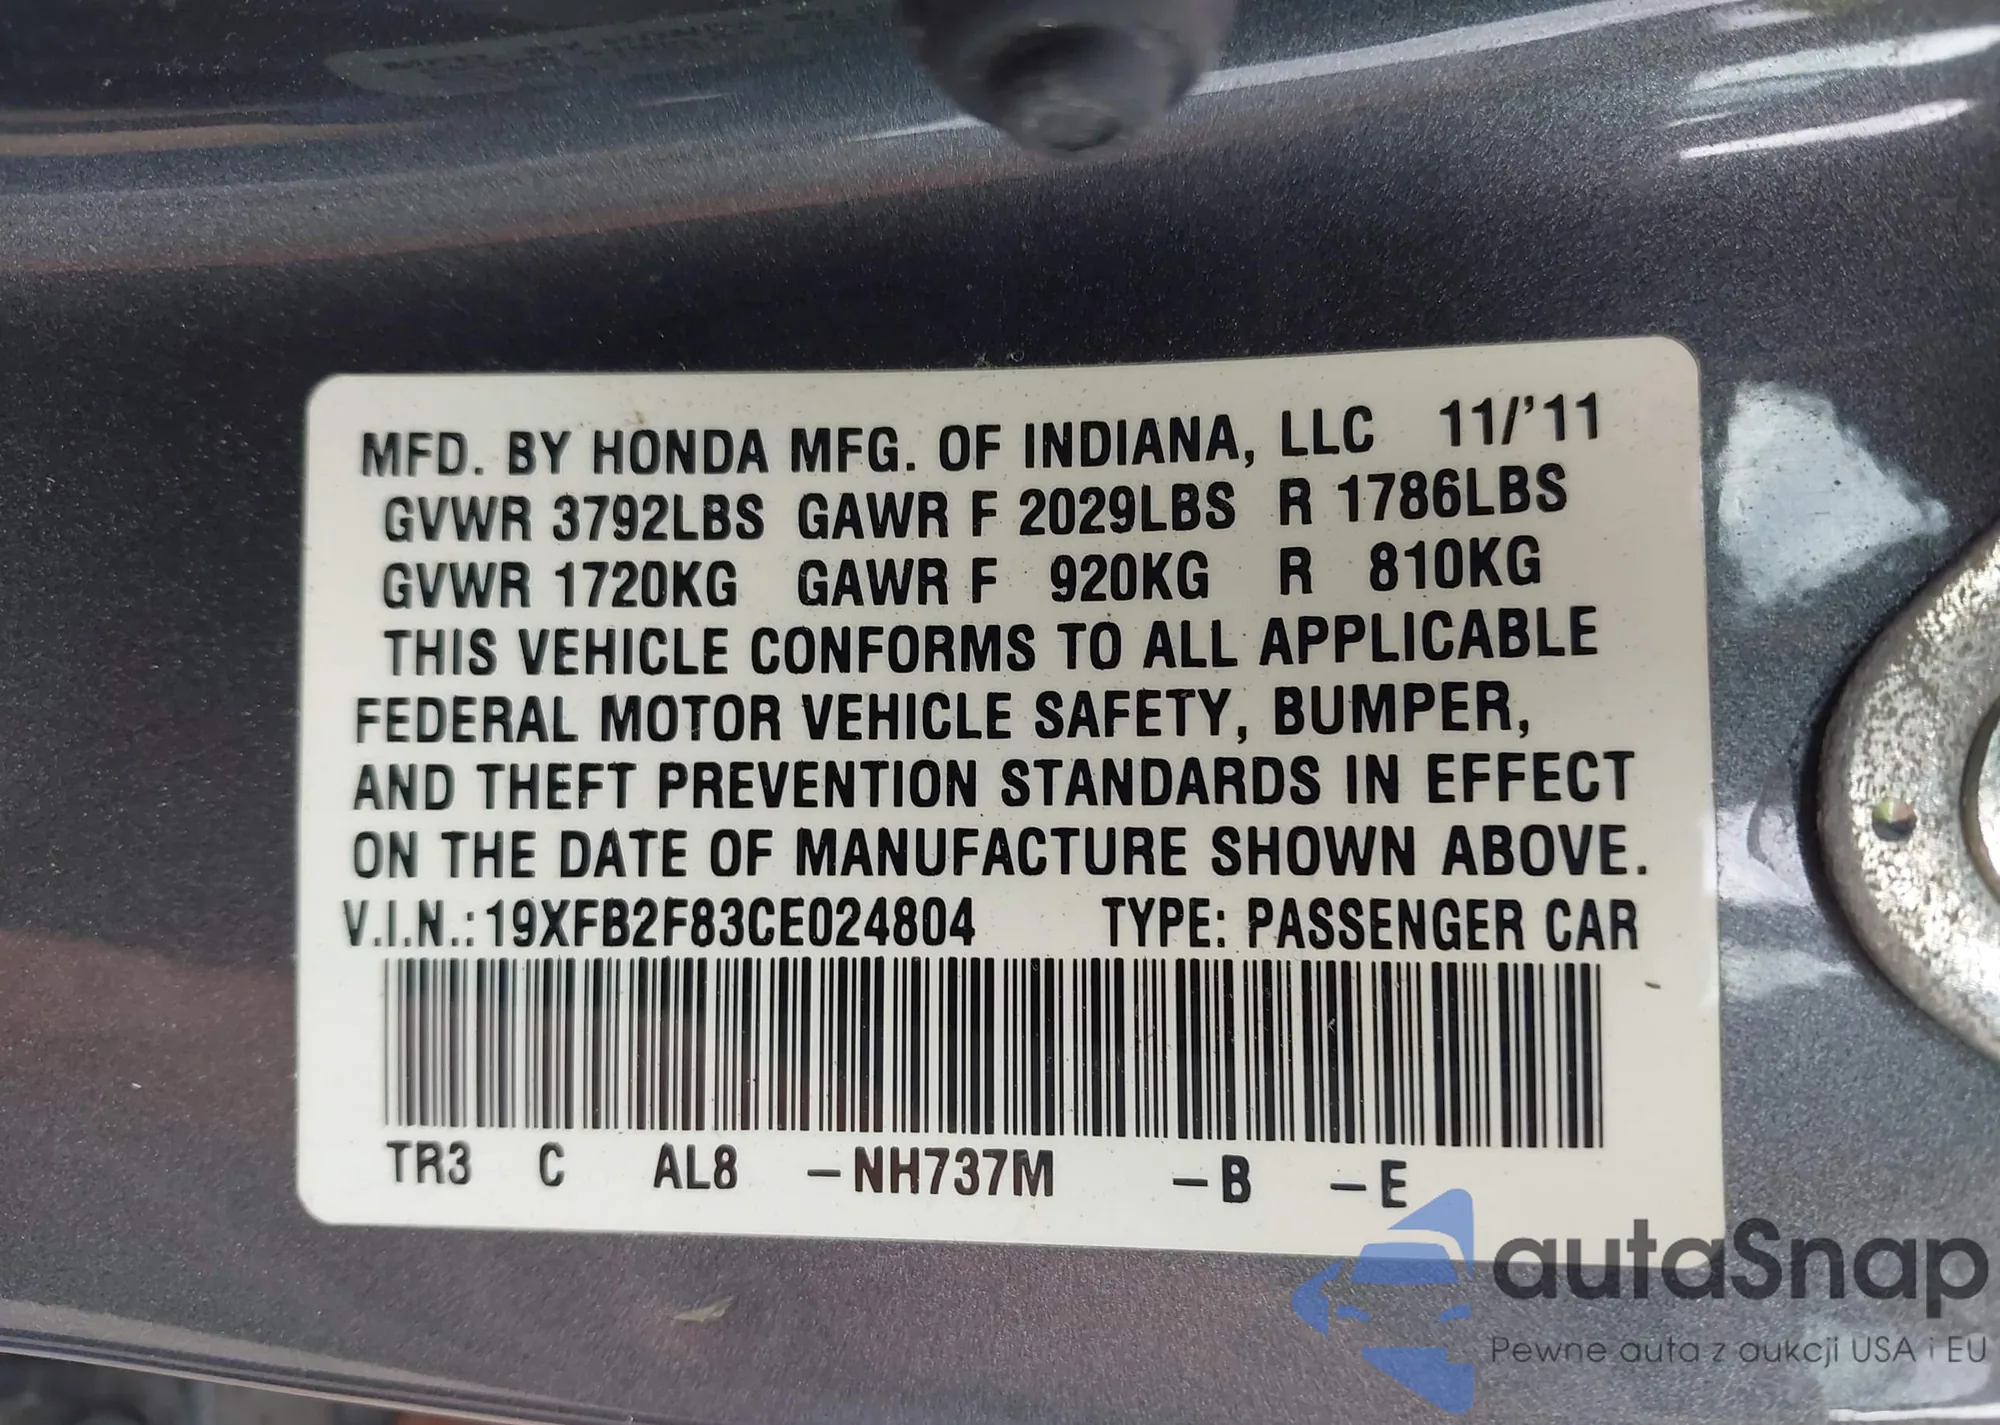 MFD. BY HONDA MFG. OF INDIANA, LLC 11/'11
GVWR 3792LBS GAWR F 2029LBS R 1786LBS
GVWR 1720KG GAWR F 920KG R 810KG
THIS VEHICLE CONFORMS TO ALL APPLICABLE
FEDERAL MOTOR VEHICLE SAFETY, BUMPER,
AND THEFT PREVENTION STANDARDS IN EFFECT
ON THE DATE OF MANUFACTURE SHOWN ABOVE.
V.I.N.: 19XFB2F83CE024804 TYPE: PASSENGER CAR
TR3 C AL8 –NH737M –B –E
autaSnap
Pewne auta z aukcji USA i EU